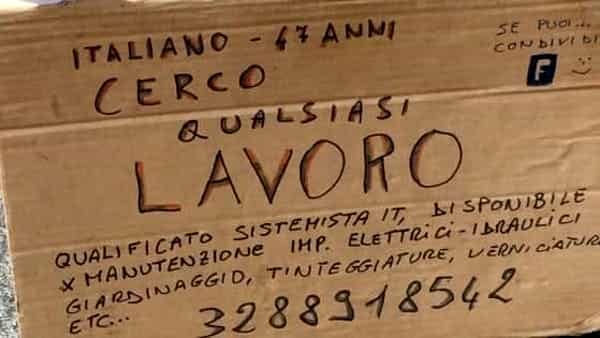 ITALIANO - 47 ANNI
SE PUOI...
CONDIVIDI
F
CERCO
QUALSIASI
LAVORO
QUALIFICATO SISTEMISTA IT, DISPONIBILE
X MANUTENZIONE IMP. ELETTRICI-IDRAULICI
GIARDINAGGIO, TINTEGGIATURE, VERNICIATURE
ETC...
3288918542